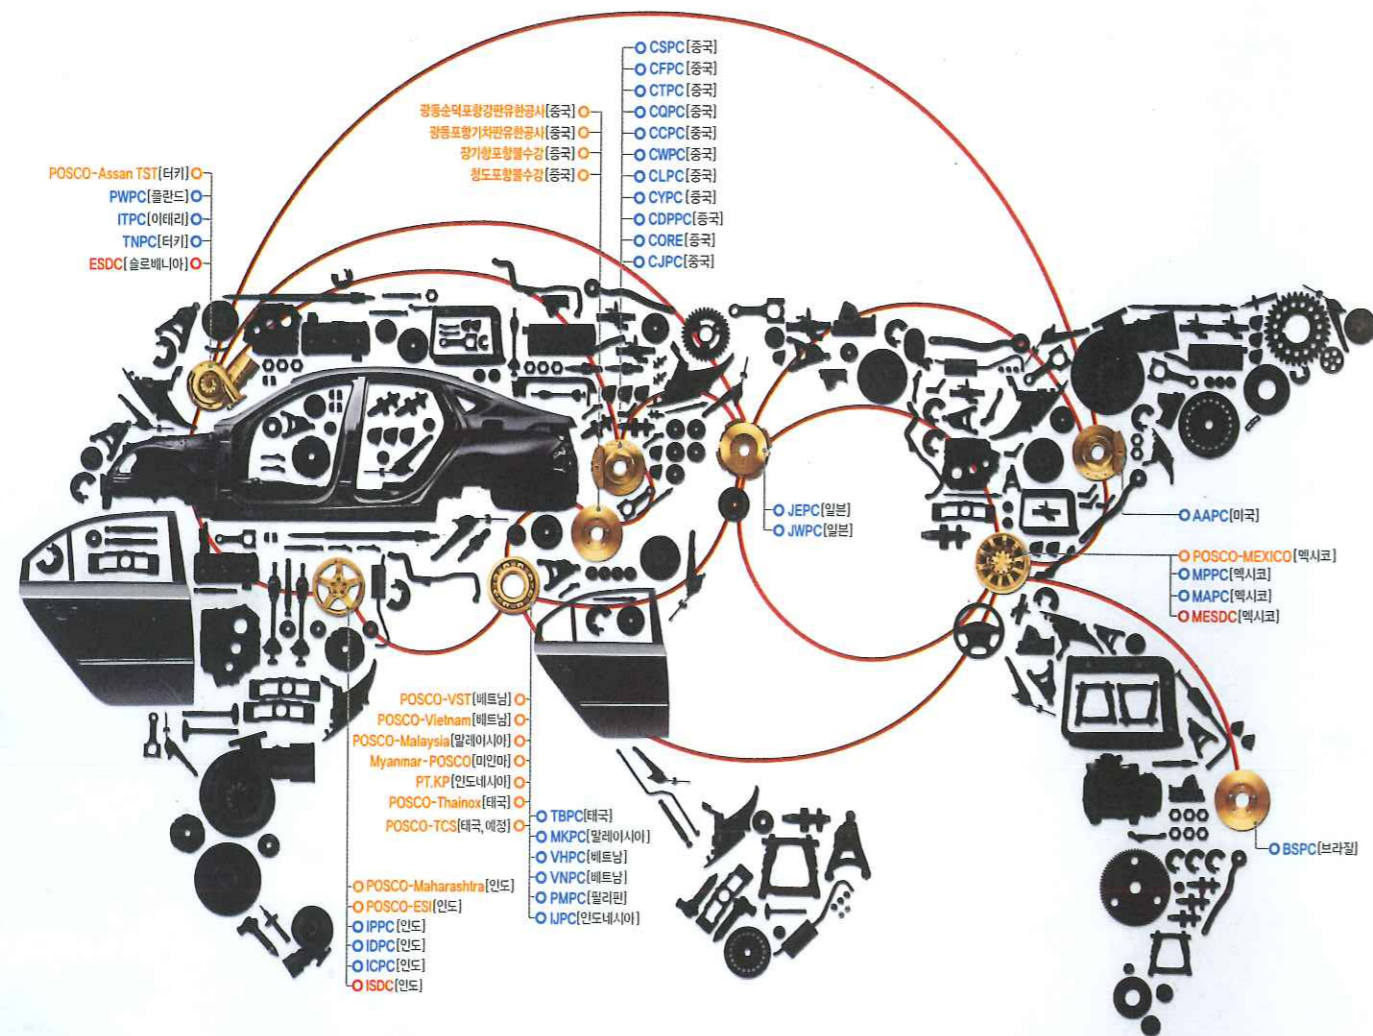 CSPC[중국]
CFPC[중국]
CTPC[중국]
CQPC[중국]
CCPC[중국]
CWPC[중국]
CLPC[중국]
CYPC[중국]
CDPPC[중국]
CORE[중국]
CJPC[중국]
광동순덕포항강판유한공사[중국]
광동포항기차판유한공사[중국]
장가항포항불수강[중국]
청도포항불수강[중국]
POSCO-Assan TST[터키]
PWPC[폴란드]
ITPC[이태리]
TNPC[터키]
ESDC[슬로베니아]
JEPC[일본]
JWPC[일본]
AAPC[미국]
POSCO-MEXICO[멕시코]
MPPC[멕시코]
MAPC[멕시코]
MESDC[멕시코]
POSCO-VST[베트남]
POSCO-Vietnam[베트남]
POSCO-Malaysia[말레이시아]
Myanmar-POSCO[미얀마]
PT.KP[인도네시아]
POSCO-Thainox[태국]
POSCO-TCS[태국,예정]
TBPC[태국]
MKPC[말레이시아]
VHPC[베트남]
VNPC[베트남]
PMPC[필리핀]
IJPC[인도네시아]
BSPC[브라질]
POSCO-Maharashtra[인도]
POSCO-ESI[인도]
IPPC[인도]
IDPC[인도]
ICPC[인도]
ISDC[인도]